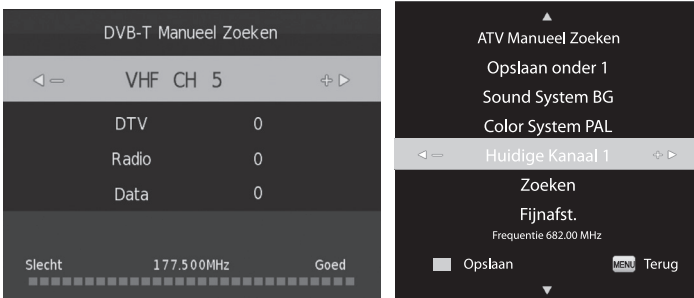 DVB-T Manueel Zoeken
VHF CH 5
DTV 0
Radio 0
Data 0
Slecht 177.500MHz Goed
ATV Manueel Zoeken
Opslaan onder 1
Sound System BG
Color System PAL
Huidige Kanaal 1
Zoeken
Fijnafst.
Frequentie 682.00 MHz
Opslaan MENU Terug